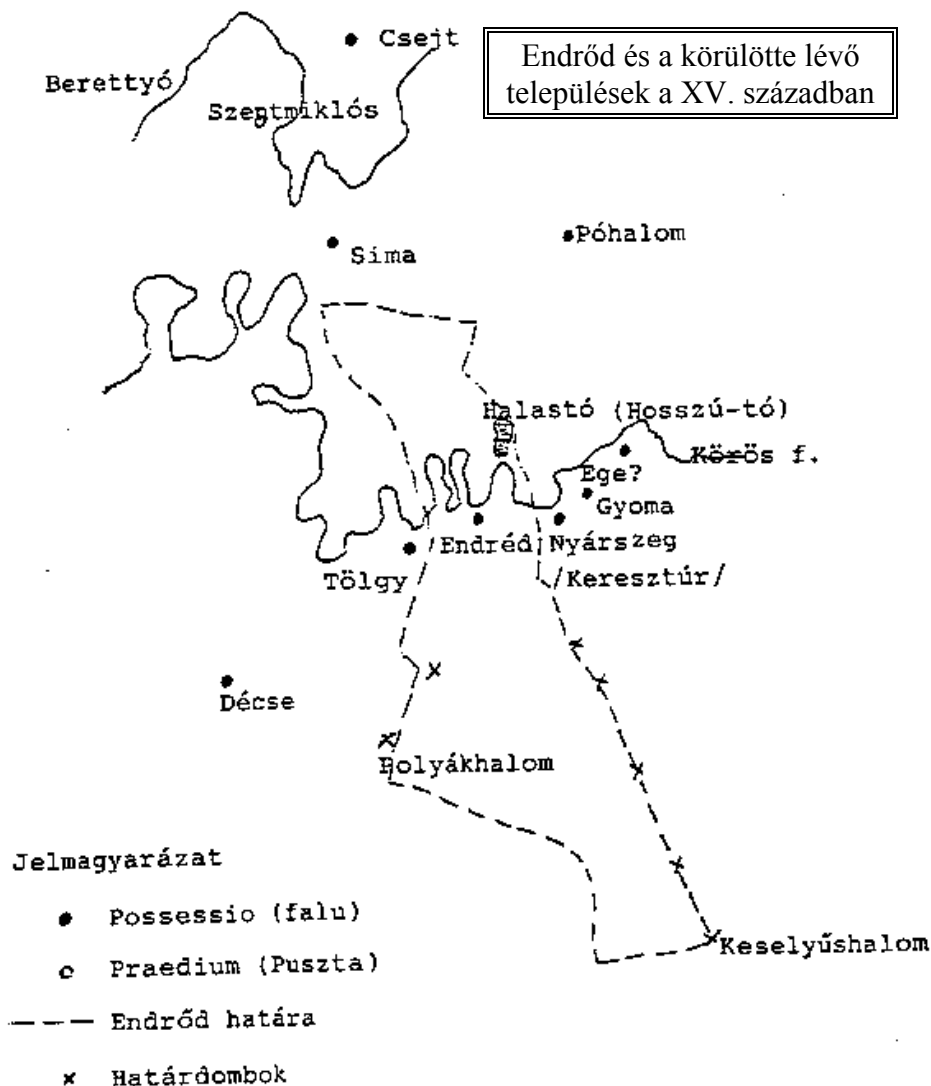 Csejt
Endrőd és a körülötte lévő
települések a XV. században
Berettyó
Szentmiklós
Póhalom
Sima
Halastó (Hosszú-tó)
Körös f.
Ege?
Gyoma
Endréd
Nyárszeg
Tölgy
/Keresztúr/
Décse
Polyákhalom
Keselyűshalom
Jelmagyarázat
Possessio (falu)
Praedium (Puszta)
Endrőd határa
Határdombok